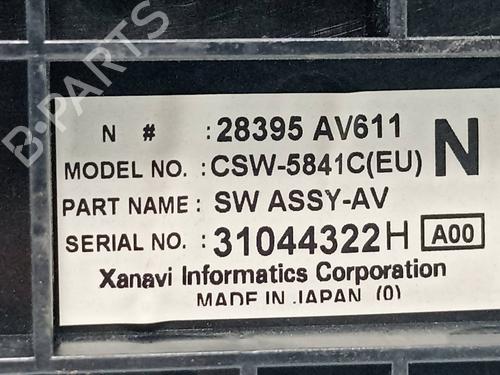 N # : 28395 AV611 N
MODEL NO. : CSW-5841C(EU)
PART NAME : SW ASSY-AV
SERIAL NO. : 31044322H A00
Xanavi Informatics Corporation
MADE IN JAPAN (0)
B-PARTS